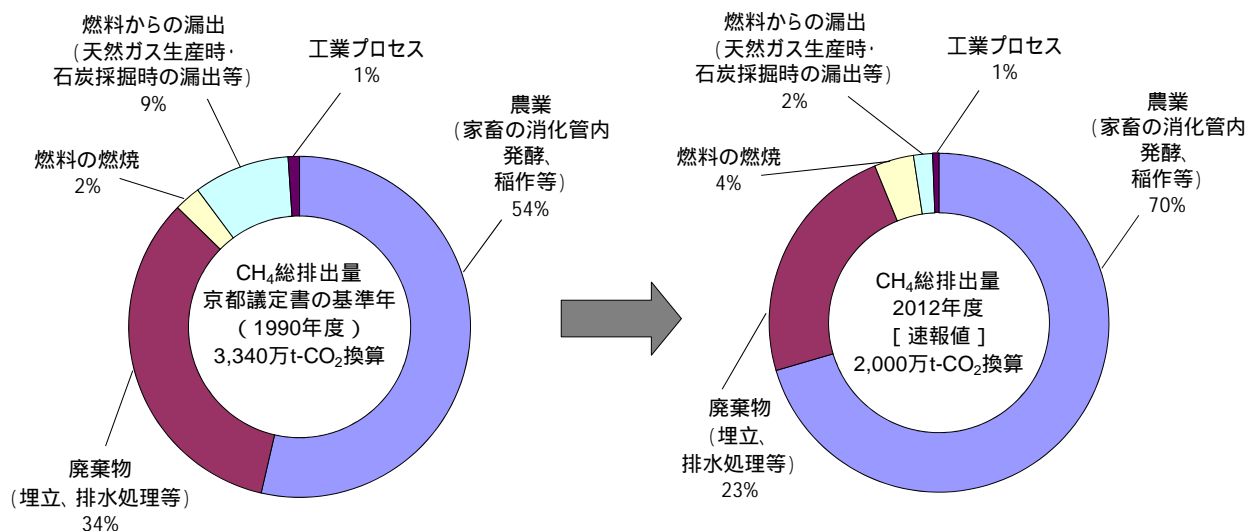 燃料からの漏出
(天然ガス生産時・
石炭採掘時の漏出等)
9%
工業プロセス
1%
農業
(家畜の消化管内
発酵、
稲作等)
54%
燃料の燃焼
2%
CH₄総排出量
京都議定書の基準年
(1990年度)
3,340万t-CO₂換算
廃棄物
(埋立、排水処理等)
34%
燃料からの漏出
(天然ガス生産時・
石炭採掘時の漏出等)
2%
工業プロセス
1%
農業
(家畜の消化管内
発酵、
稲作等)
70%
燃料の燃焼
4%
CH₄総排出量
2012年度
[速報値]
2,000万t-CO₂換算
廃棄物
(埋立、
排水処理等)
23%